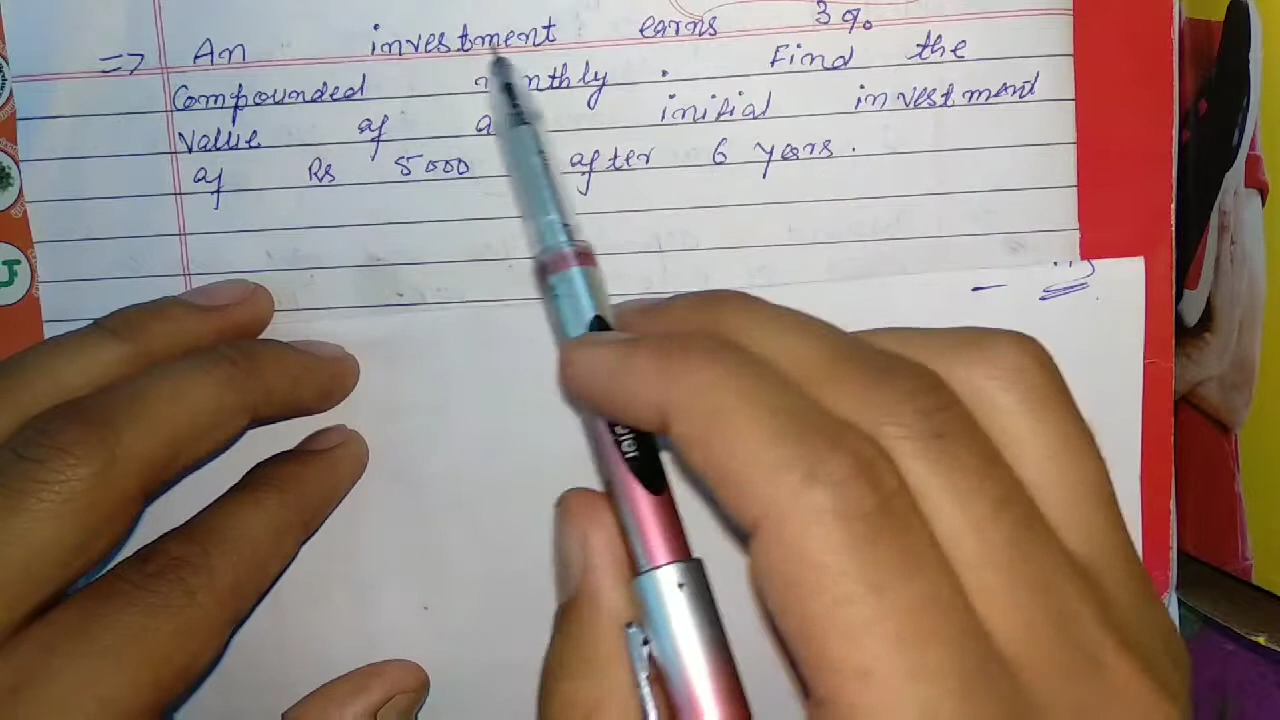 => An investment earns 3%
Compounded monthly. Find the
Value of a initial investment
of Rs 5000 after 6 years.